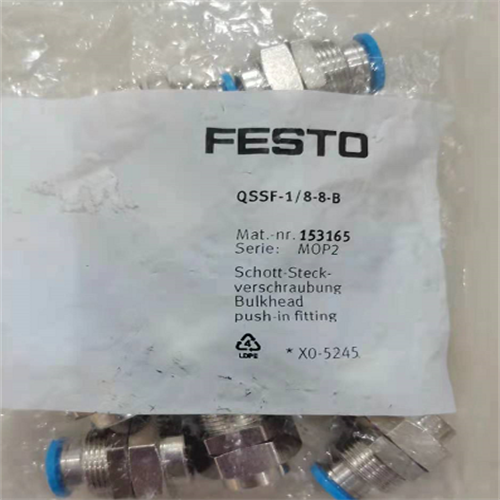 FESTO
QSSF-1/8-8-B
Mat.-nr. 153165
Serie: MOP2
Schott-Steck-
verschraubung
Bulkhead
push-in fitting
4
LDPE
* XO-5245